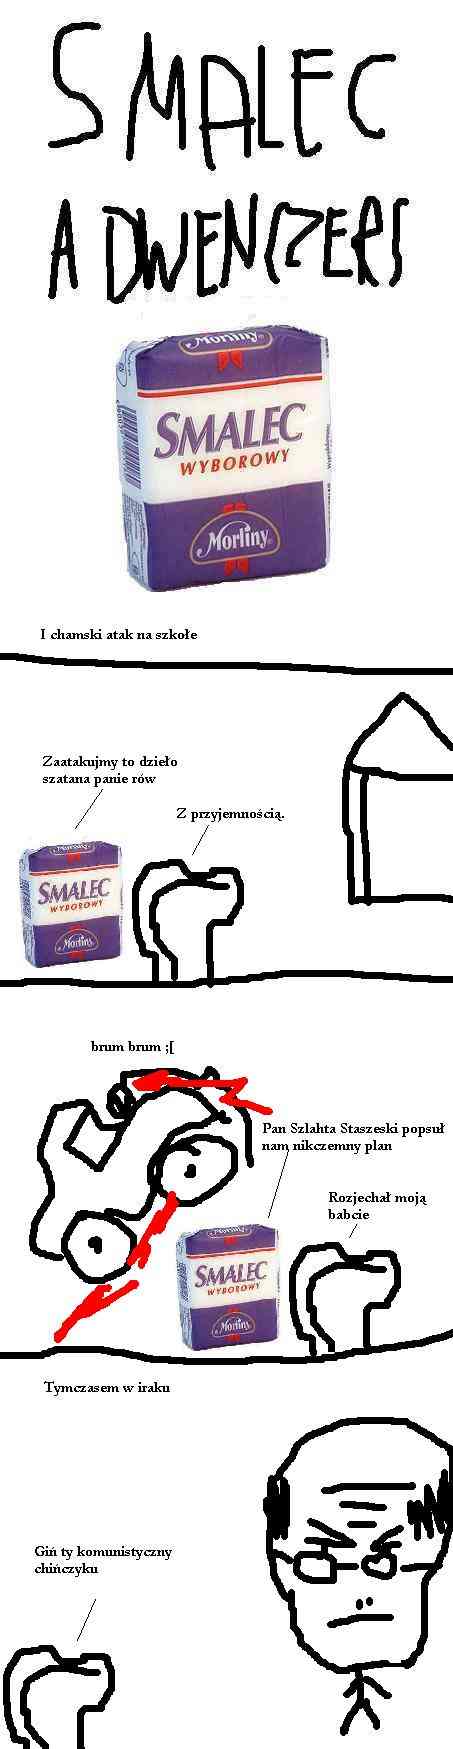 SMALEC
ADWENCZERS
Morliny
SMALEC
WYBOROWY
Morliny
I chamski atak na szkołe
Zaatakujmy to dzieło
szatana panie rów
Z przyjemnością.
Morliny
SMALEC
WYBOROWY
Morliny
brum brum ;[
Pan Szlahta Staszeski popsuł
nam nikczemny plan
Rozjechał moją
babcie
Morliny
SMALEC
WYBOROWY
Morliny
Tymczasem w iraku
Giń ty komunistyczny
chińczyku